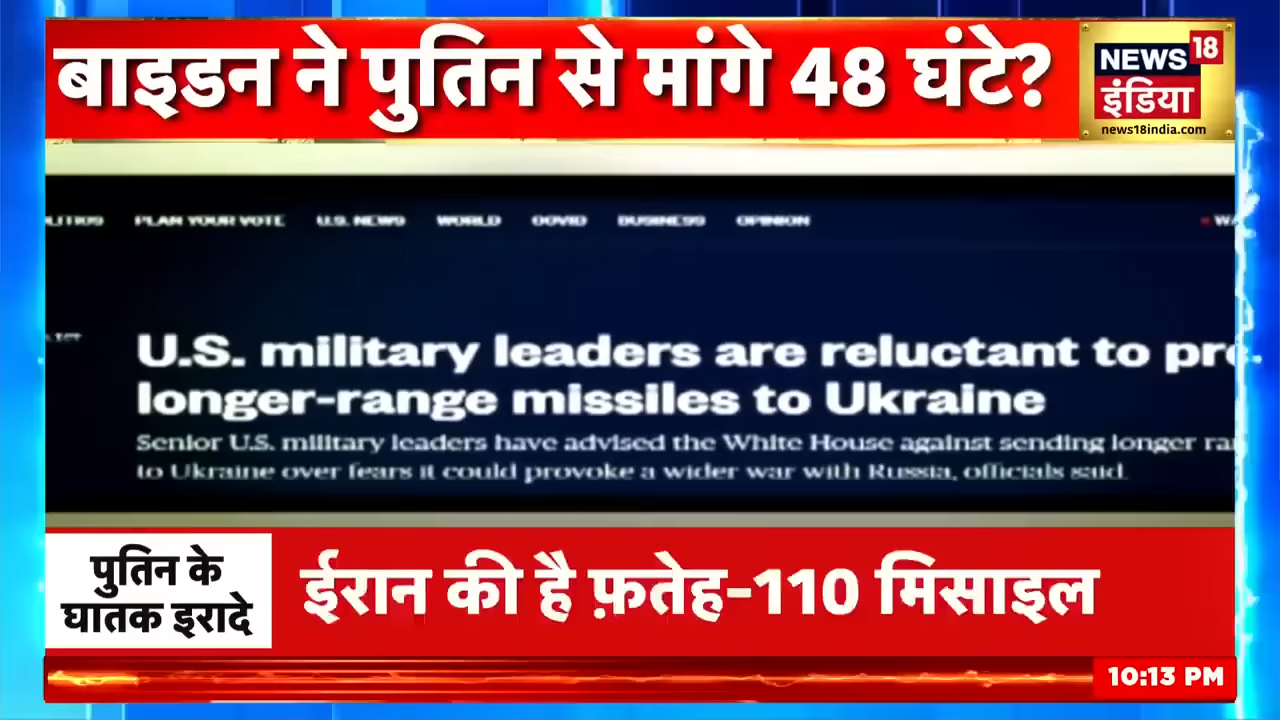 बाइडन ने पुतिन से मांगे 48 घंटे?
NEWS 18
इंडिया
news18india.com
PLAN YOUR VOTE U.S. NEWS WORLD COVID BUSINESS OPINION
U.S. military leaders are reluctant to
longer-range missiles to Ukraine
Senior U.S. military leaders have advised the White House against sending longer
to Ukraine over fears it could provoke a wider war with Russia, officials said.
पुतिन के
घातक इरादे
ईरान की है फ़तेह-110 मिसाइल
10:13 PM